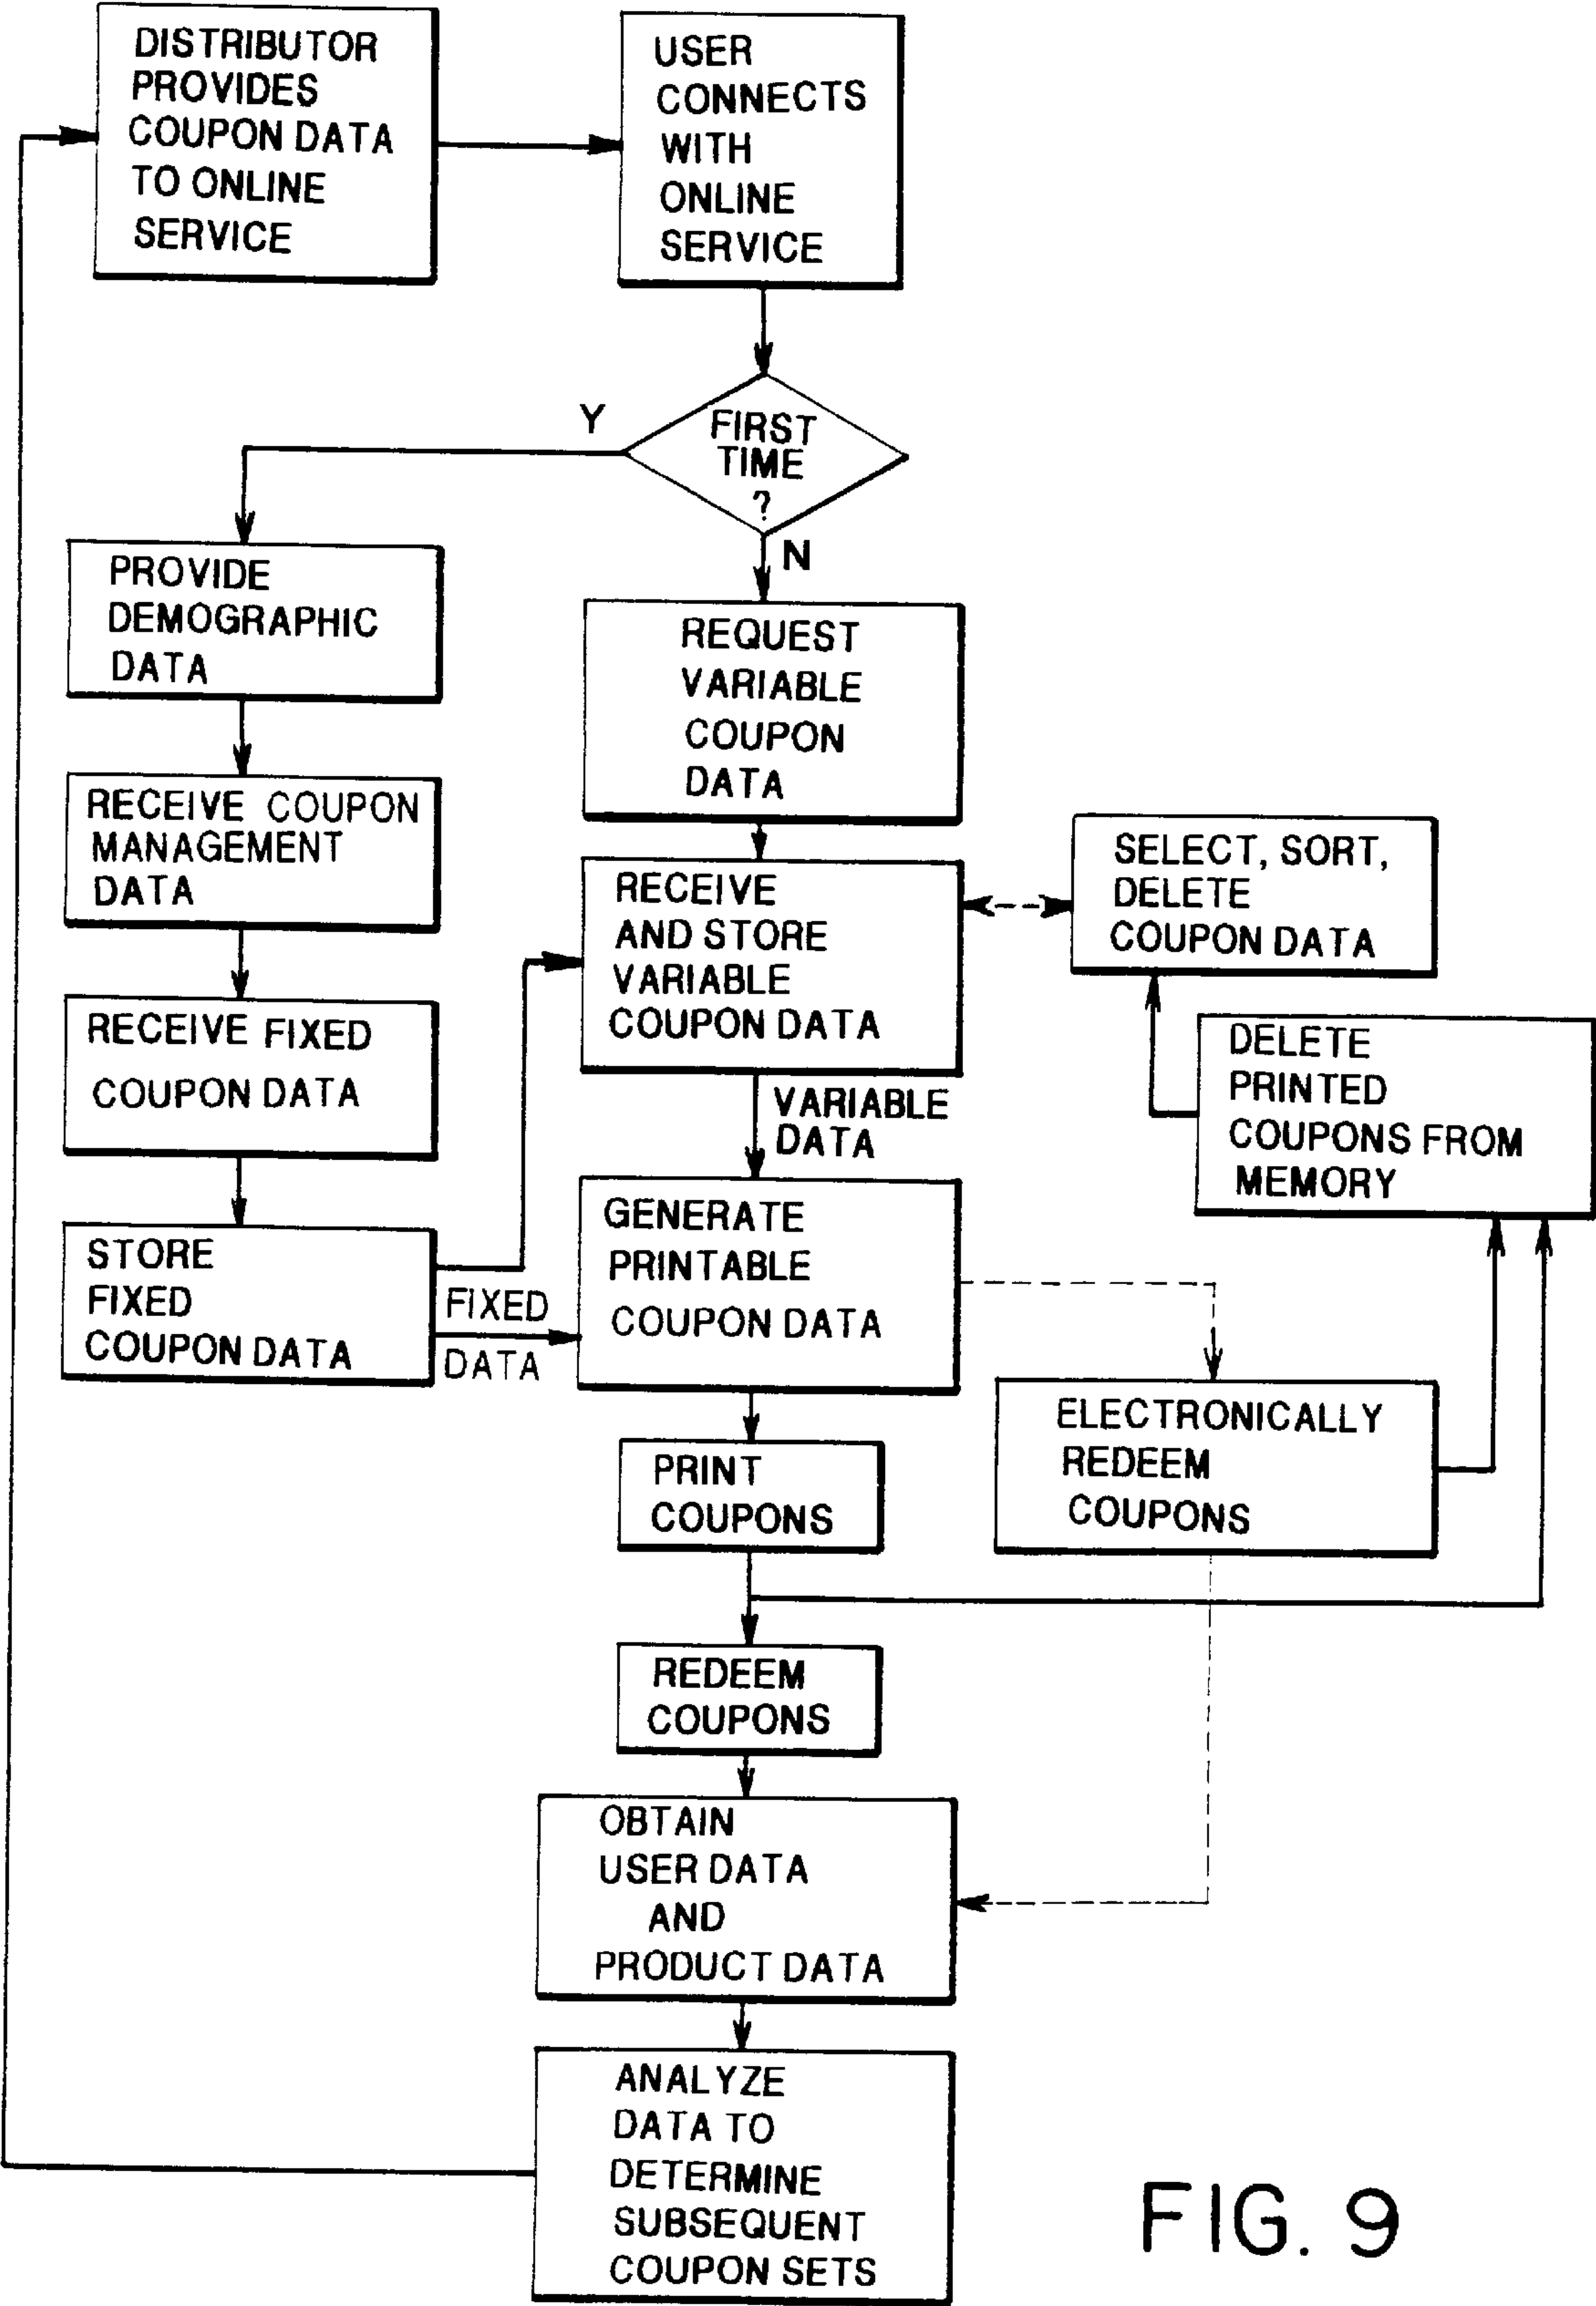 DISTRIBUTOR
PROVIDES
COUPON DATA
TO ONLINE
SERVICE
USER
CONNECTS
WITH
ONLINE
SERVICE
Y
FIRST
TIME
?
N
PROVIDE
DEMOGRAPHIC
DATA
REQUEST
VARIABLE
COUPON
DATA
RECEIVE COUPON
MANAGEMENT
DATA
RECEIVE
AND STORE
VARIABLE
COUPON DATA
SELECT, SORT,
DELETE
COUPON DATA
RECEIVE FIXED
COUPON DATA
VARIABLE
DATA
DELETE
PRINTED
COUPONS FROM
MEMORY
STORE
FIXED
COUPON DATA
FIXED
DATA
GENERATE
PRINTABLE
COUPON DATA
PRINT
COUPONS
ELECTRONICALLY
REDEEM
COUPONS
REDEEM
COUPONS
OBTAIN
USER DATA
AND
PRODUCT DATA
ANALYZE
DATA TO
DETERMINE
SUBSEQUENT
COUPON SETS
FIG. 9